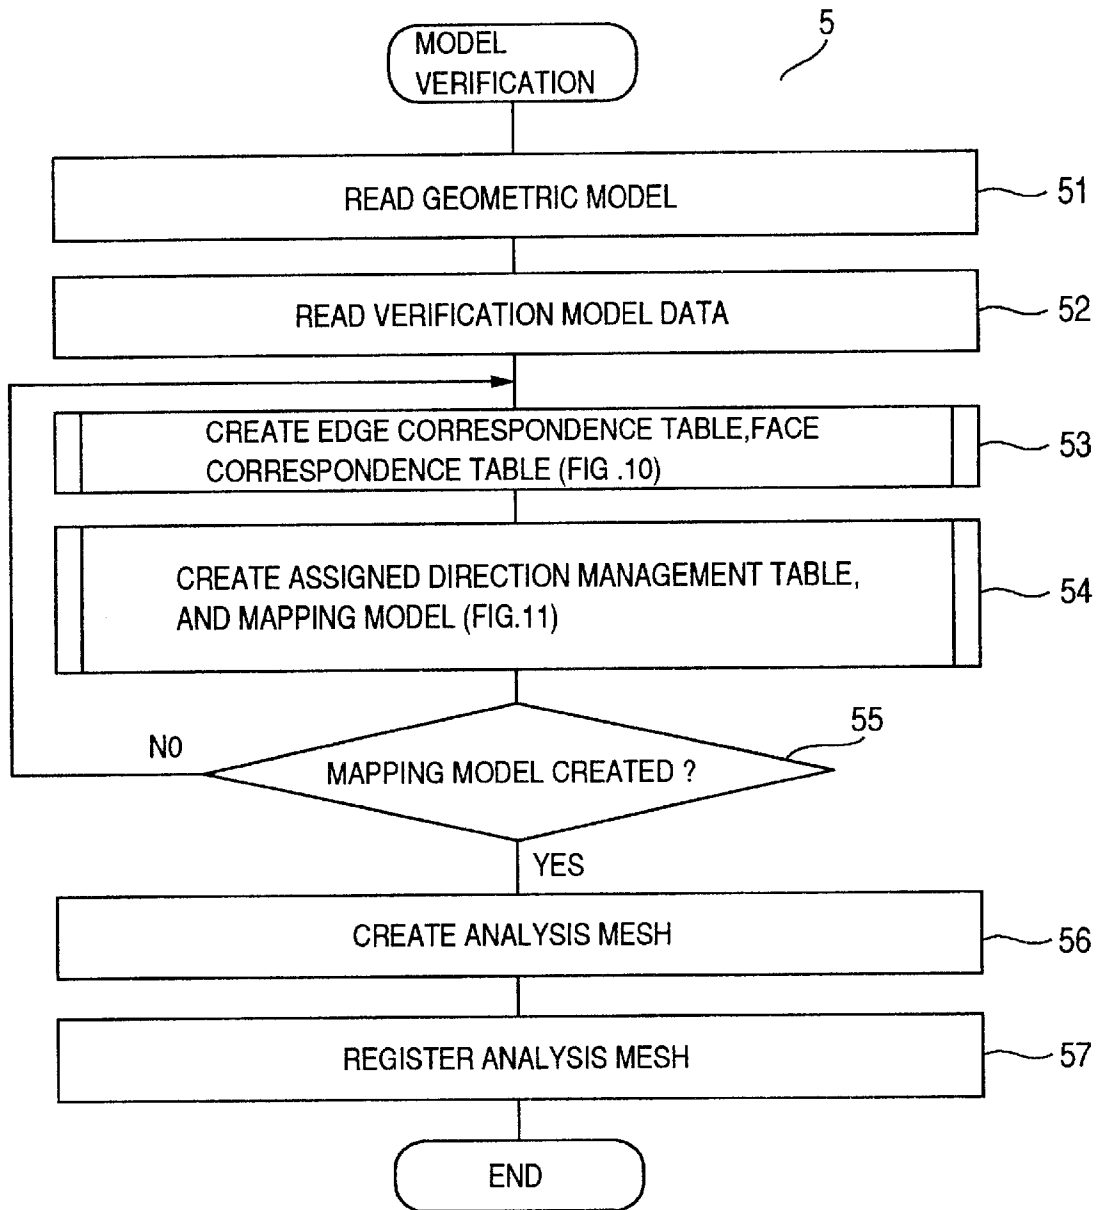 MODEL
VERIFICATION
5
READ GEOMETRIC MODEL
51
READ VERIFICATION MODEL DATA
52
CREATE EDGE CORRESPONDENCE TABLE,FACE
CORRESPONDENCE TABLE (FIG .10)
53
CREATE ASSIGNED DIRECTION MANAGEMENT TABLE,
AND MAPPING MODEL (FIG.11)
54
55
NO
MAPPING MODEL CREATED ?
YES
CREATE ANALYSIS MESH
56
REGISTER ANALYSIS MESH
57
END